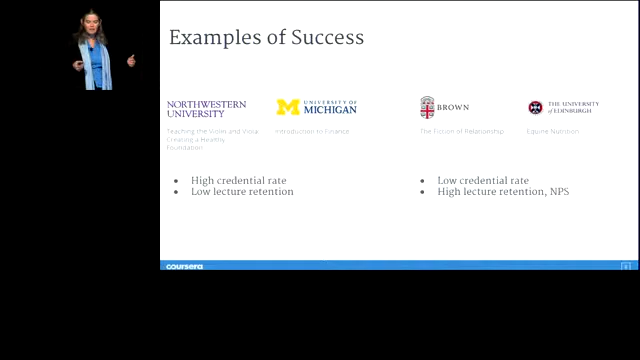 Examples of Success
NORTHWESTERN
UNIVERSITY
UNIVERSITY OF
MICHIGAN
BROWN
THE UNIVERSITY
of EDINBURGH
Teaching the Violin and Viola:
Creating a Healthy
Foundation
Introduction to Finance
The Fiction of Relationship
Equine Nutrition
• High credential rate
• Low lecture retention
• Low credential rate
• High lecture retention, NPS
coursera